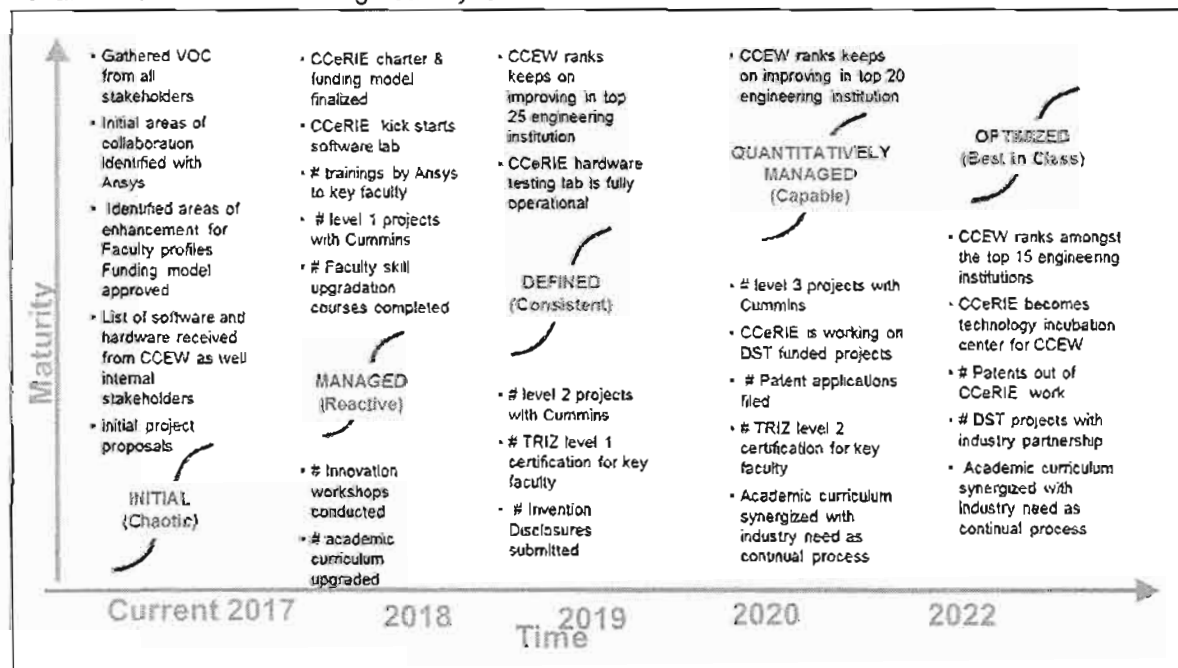 • Gathered VOC
from all
stakeholders
• Initial areas of
collaboration
Identified with
Ansys
• Identified areas of
enhancement for
Faculty profiles
Funding model
approved
• List of software and
hardware received
from CCEW as well
internal
stakeholders
• initial project
proposals
INITIAL
(Chaotic)
• CCeRIE charter &
funding model
finalized
• CCeRIE kick starts
software lab
• # trainings by Ansys
to key faculty
• # level 1 projects
with Cummins
• # Faculty skill
upgradation
courses completed
MANAGED
(Reactive)
• # Innovation
workshops
conducted
• # academic
curriculum
upgraded
• CCEW ranks
keeps on
improving in top
25 engineering
institution
• CCeRIE hardware
testing lab is fully
operational
DEFINED
(Consistent)
• # level 2 projects
with Cummins
• # TRIZ level 1
certification for key
faculty
• # Invention
Disclosures
submitted
• CCEW ranks keeps
on improving in top 20
engineering institution
QUANTITATIVELY
MANAGED
(Capable)
• # level 3 projects with
Cummins
• CCeRIE is working on
DST funded projects
• # Patent applications
filed
• # TRIZ level 2
certification for key
faculty
• Academic curriculum
synergized with
industry need as
continual process
OPTIMIZED
(Best in Class)
• CCEW ranks amongst
the top 15 engineering
institutions
• CCeRIE becomes
technology incubation
center for CCEW
• # Patents out of
CCeRIE work
• # DST projects with
industry partnership
• Academic curriculum
synergized with
Industry need as
continual process
Maturity
Current 2017
2018
2019
2020
2022
Time